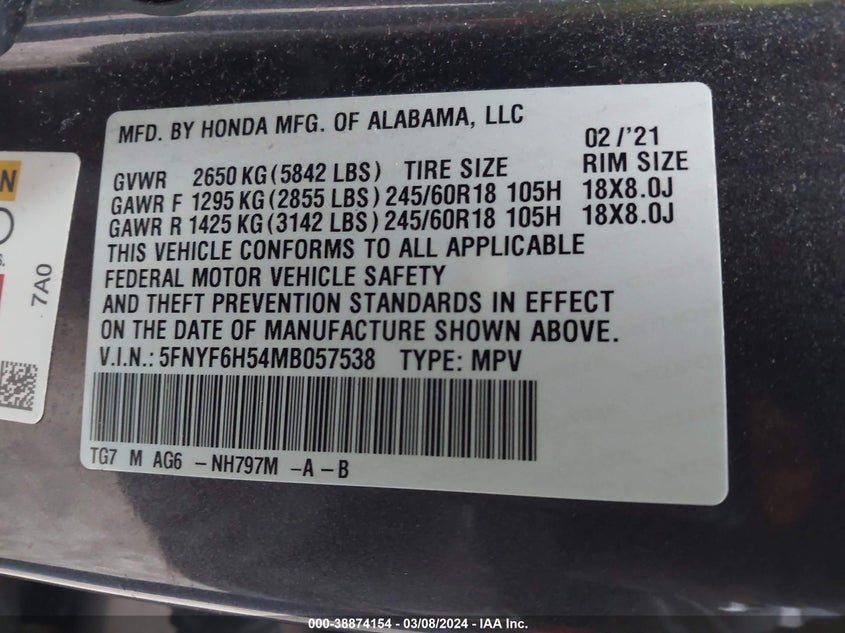 MFD. BY HONDA MFG. OF ALABAMA, LLC
02 /'21
GVWR 2650 KG (5842 LBS) TIRE SIZE RIM SIZE
GAWR F 1295 KG (2855 LBS) 245/60R18 105H 18X8.0J
GAWR R 1425 KG (3142 LBS) 245/60R18 105H 18X8.0J
THIS VEHICLE CONFORMS TO ALL APPLICABLE
FEDERAL MOTOR VEHICLE SAFETY
AND THEFT PREVENTION STANDARDS IN EFFECT
ON THE DATE OF MANUFACTURE SHOWN ABOVE.
V.I.N.: 5FNYF6H54MB057538 TYPE: MPV
TG7 M AG6 -NH797M -A-B
7A0
000-38874154 — 03/08/2024 — IAA Inc.